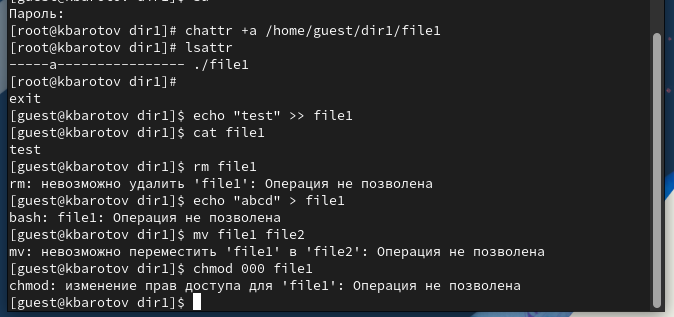 Пароль:
[root@kbarotov dir1]# chattr +a /home/guest/dir1/file1
[root@kbarotov dir1]# lsattr
-----a---------------- ./file1
[root@kbarotov dir1]#
exit
[guest@kbarotov dir1]$ echo "test" >> file1
[guest@kbarotov dir1]$ cat file1
test
[guest@kbarotov dir1]$ rm file1
rm: невозможно удалить 'file1': Операция не позволена
[guest@kbarotov dir1]$ echo "abcd" > file1
bash: file1: Операция не позволена
[guest@kbarotov dir1]$ mv file1 file2
mv: невозможно переместить 'file1' в 'file2': Операция не позволена
[guest@kbarotov dir1]$ chmod 000 file1
chmod: изменение прав доступа для 'file1': Операция не позволена
[guest@kbarotov dir1]$